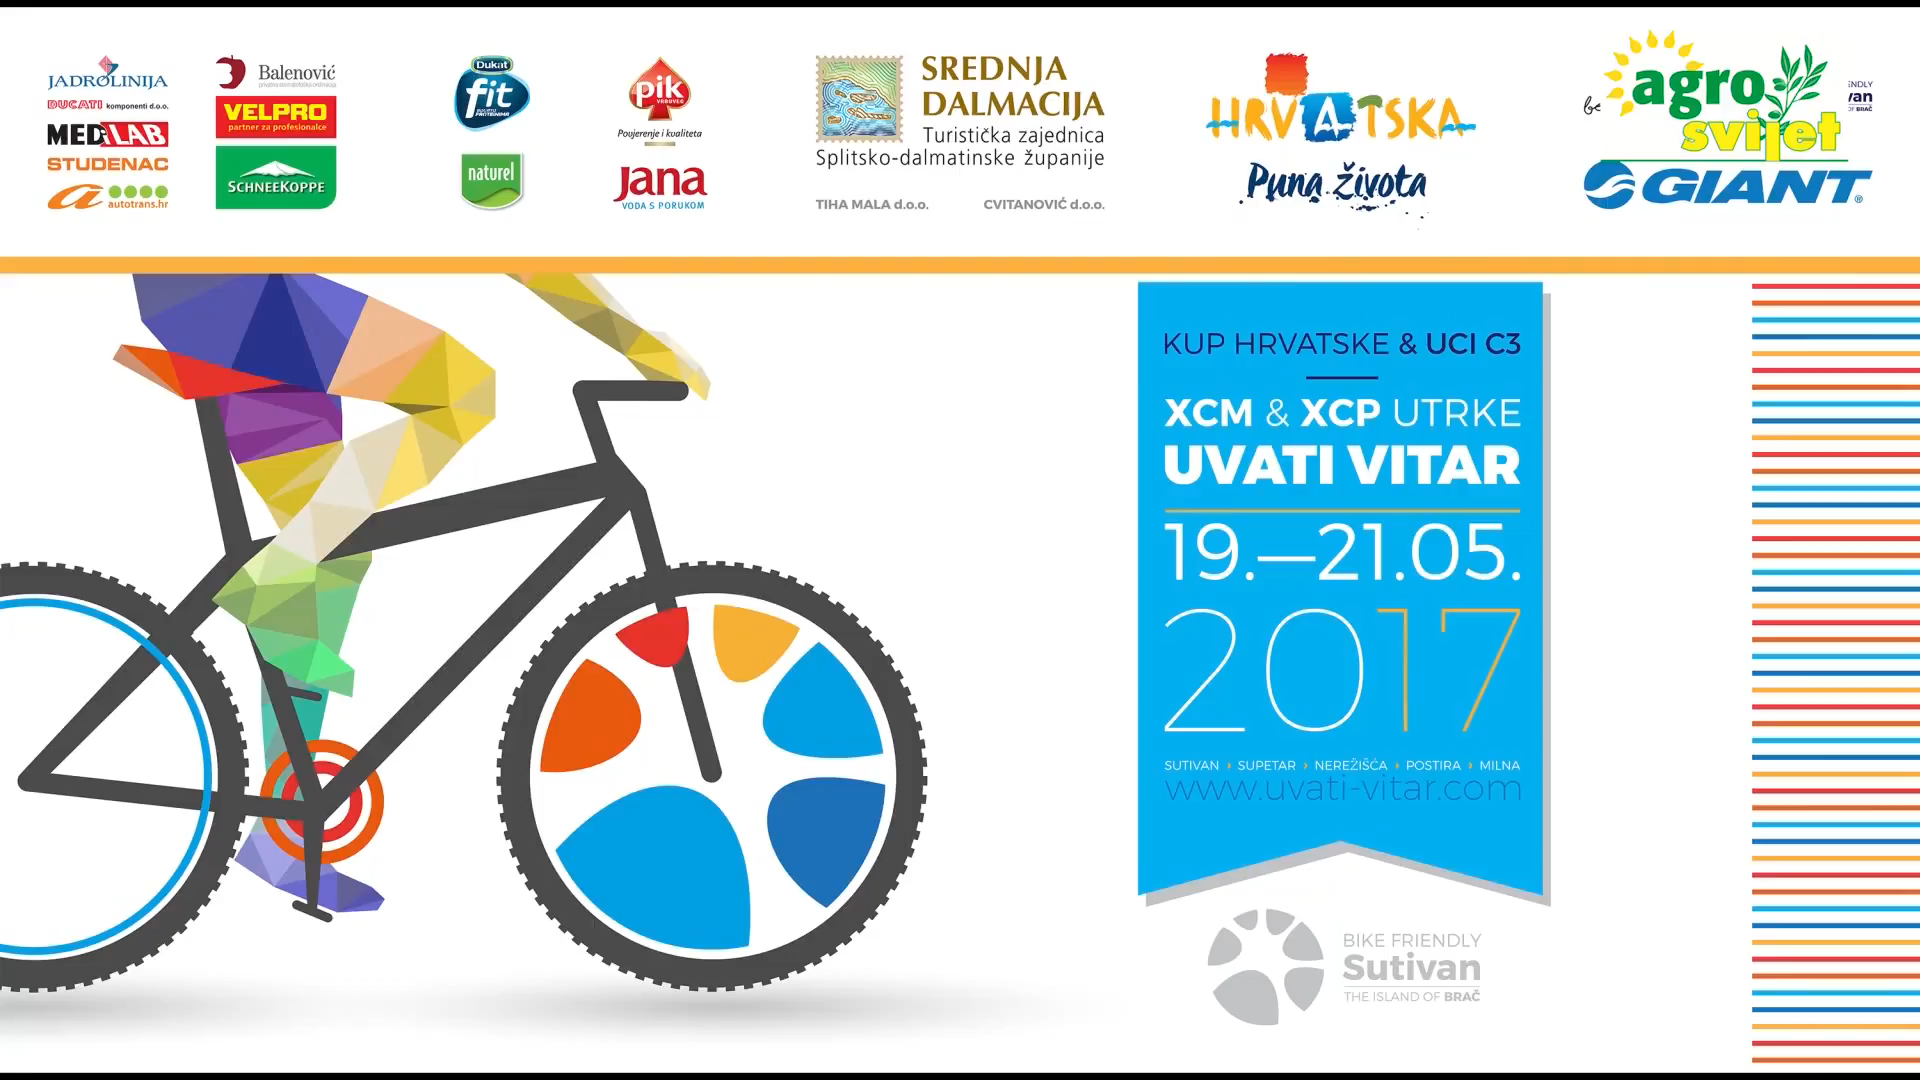 JADROLINIJA
DUCATI komponenti d.o.o.
MEDILAB
STUDENAC
autotrans.hr
Balenović
VELPRO
partner za profesionalce
SCHNEEKOPPE
Dukat
fit
naturel
pik
VRBOVEC
Povjerenje i kvaliteta
Jana
VODA S PORUKOM
SREDNJA
DALMACIJA
Turistička zajednica
Splitsko-dalmatinske županije
TIHA MALA d.o.o.
CVITANOVIĆ d.o.o.
HRVATSKA
Puna života
be
agro
svijet
GIANT®
KUP HRVATSKE & UCI C3
XCM & XCP UTRKE
UVATI VITAR
19.—21.05.
2017
SUTIVAN › SUPETAR › NEREŽIŠĆA › POSTIRA › MILNA
www.uvati-vitar.com
BIKE FRIENDLY
Sutivan
THE ISLAND OF BRAČ